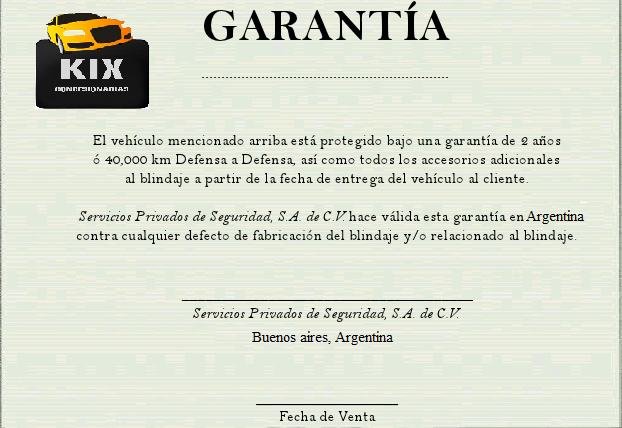 GARANTÍA
KIX
CONCESIONARIAS
El vehículo mencionado arriba está protegido bajo una garantía de 2 años
ó 40,000 km Defensa a Defensa, así como todos los accesorios adicionales
al blindaje a partir de la fecha de entrega del vehículo al cliente.
Servicios Privados de Seguridad, S.A. de C.V. hace válida esta garantía en Argentina
contra cualquier defecto de fabricación del blindaje y/o relacionado al blindaje.
Servicios Privados de Seguridad, S.A. de C.V.
Buenos aires, Argentina
Fecha de Venta